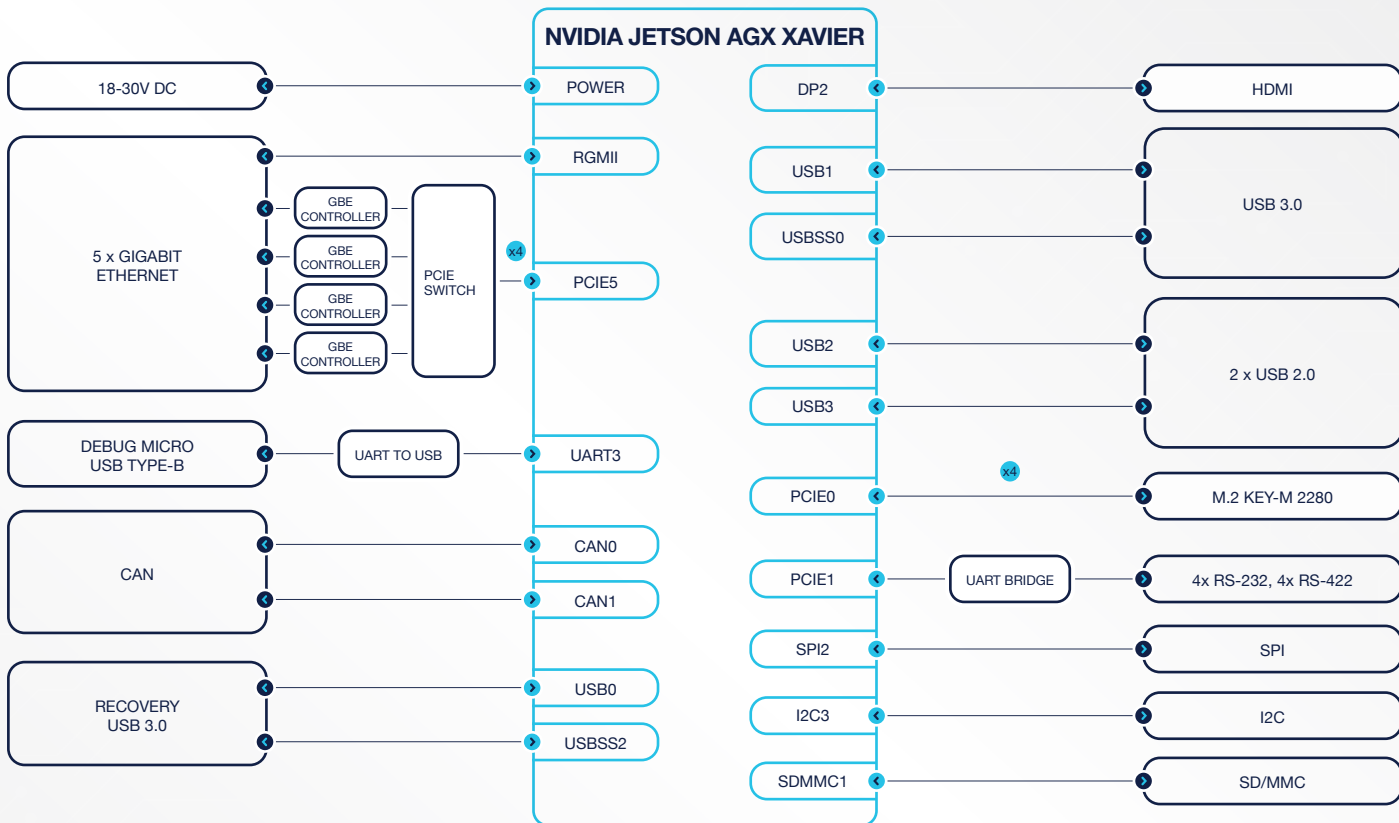 NVIDIA JETSON AGX XAVIER
18-30V DC
POWER
5 x GIGABIT
ETHERNET
RGMII
GBE
CONTROLLER
GBE
CONTROLLER
GBE
CONTROLLER
GBE
CONTROLLER
PCIE
SWITCH
x4
PCIE5
DEBUG MICRO
USB TYPE-B
UART TO USB
UART3
CAN
CAN0
CAN1
RECOVERY
USB 3.0
USB0
USBSS2
DP2
HDMI
USB1
USBSS0
USB 3.0
USB2
USB3
2 x USB 2.0
PCIE0
x4
M.2 KEY-M 2280
PCIE1
UART BRIDGE
4x RS-232, 4x RS-422
SPI2
SPI
I2C3
I2C
SDMMC1
SD/MMC